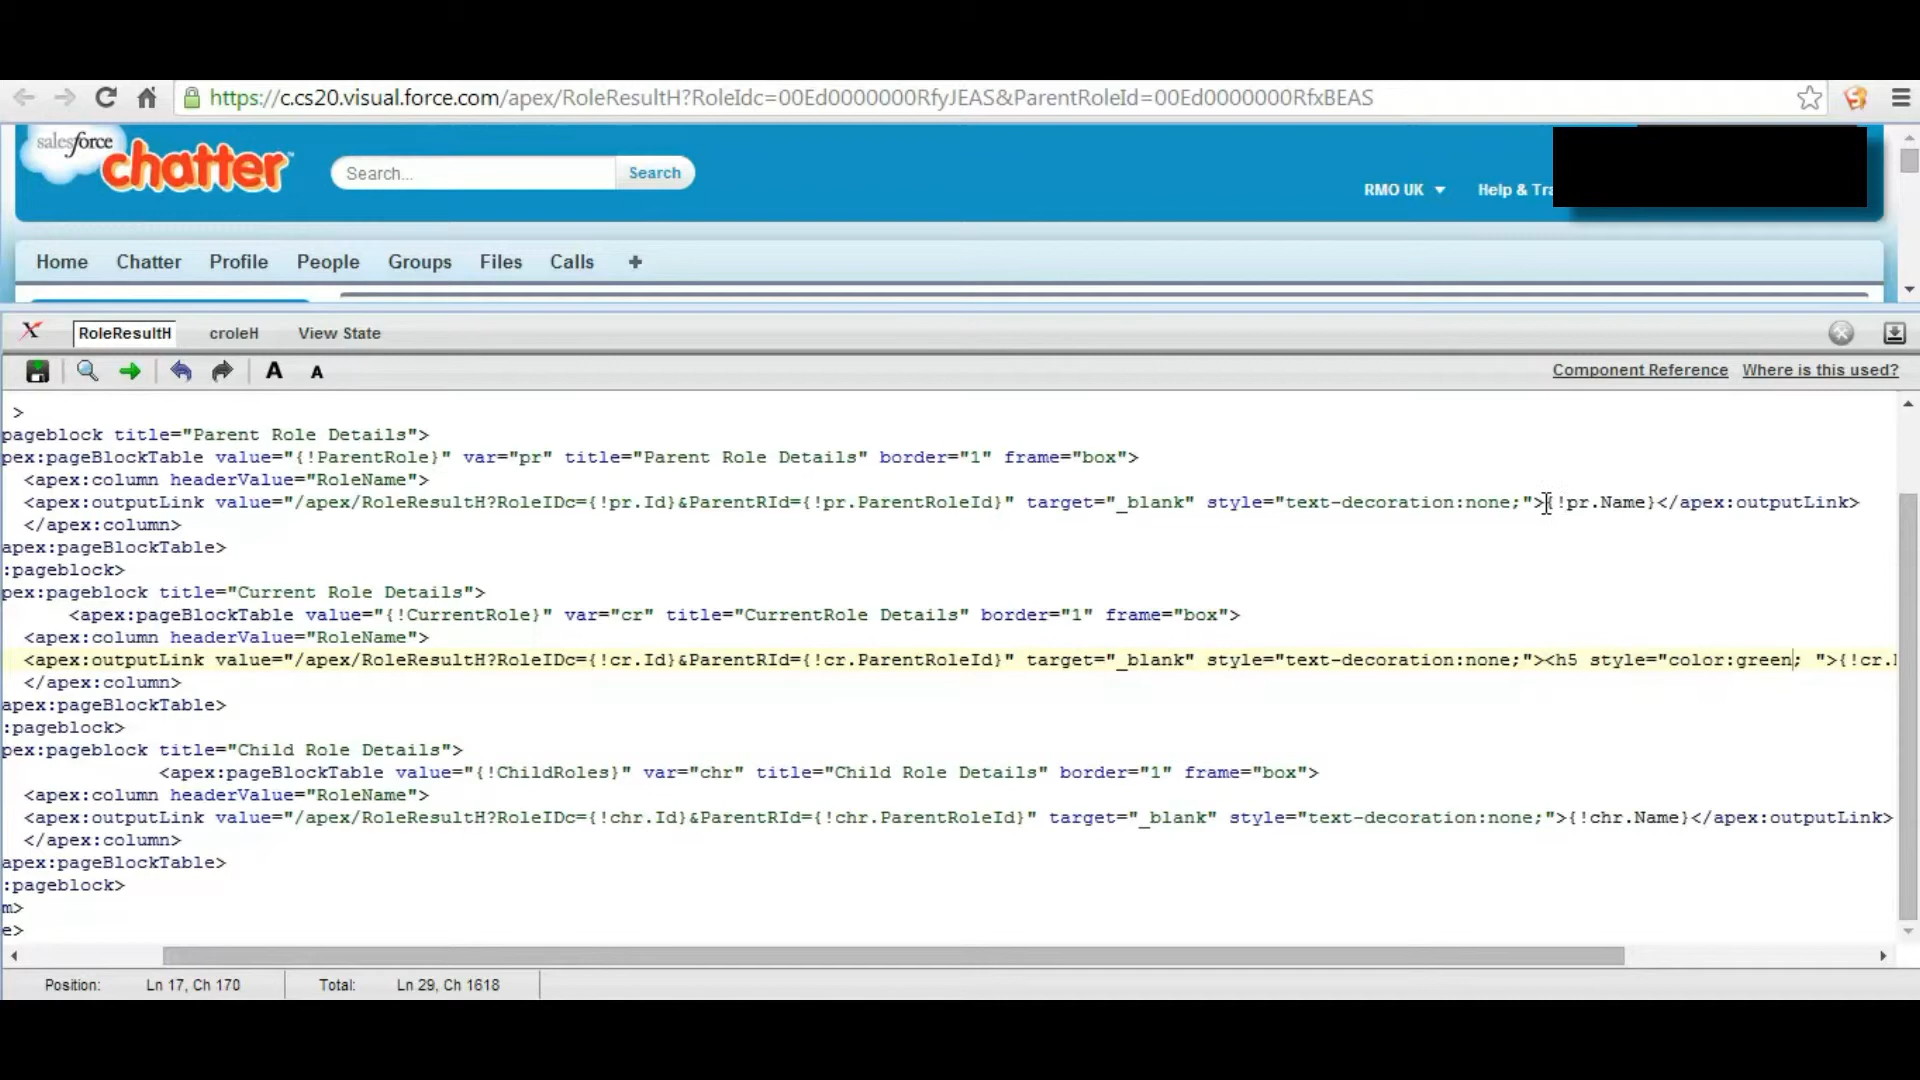 https://c.cs20.visual.force.com/apex/RoleResultH?RoleIdc=00Ed0000000RfyJEAS&ParentRoleId=00Ed0000000RfxBEAS
salesforce
chatter
Search...
Search
RMO UK
Help & Tra
Home Chatter Profile People Groups Files Calls +
RoleResultH croleH View State
A A
Component Reference Where is this used?
>
pageblock title="Parent Role Details">
pex:pageBlockTable value="{!ParentRole}" var="pr" title="Parent Role Details" border="1" frame="box">
<apex:column headerValue="RoleName">
<apex:outputLink value="/apex/RoleResultH?RoleIDc={!pr.Id}&ParentRId={!pr.ParentRoleId}" target="_blank" style="text-decoration:none;">{!pr.Name}</apex:outputLink>
</apex:column>
apex:pageBlockTable>
:pageblock>
pex:pageblock title="Current Role Details">
<apex:pageBlockTable value="{!CurrentRole}" var="cr" title="CurrentRole Details" border="1" frame="box">
<apex:column headerValue="RoleName">
<apex:outputLink value="/apex/RoleResultH?RoleIDc={!cr.Id}&ParentRId={!cr.ParentRoleId}" target="_blank" style="text-decoration:none;"><h5 style="color:green; ">{!cr.
</apex:column>
apex:pageBlockTable>
:pageblock>
pex:pageblock title="Child Role Details">
<apex:pageBlockTable value="{!ChildRoles}" var="chr" title="Child Role Details" border="1" frame="box">
<apex:column headerValue="RoleName">
<apex:outputLink value="/apex/RoleResultH?RoleIDc={!chr.Id}&ParentRId={!chr.ParentRoleId}" target="_blank" style="text-decoration:none;">{!chr.Name}</apex:outputLink>
</apex:column>
apex:pageBlockTable>
:pageblock>
m>
e>
Position: Ln 17, Ch 170 Total: Ln 29, Ch 1618